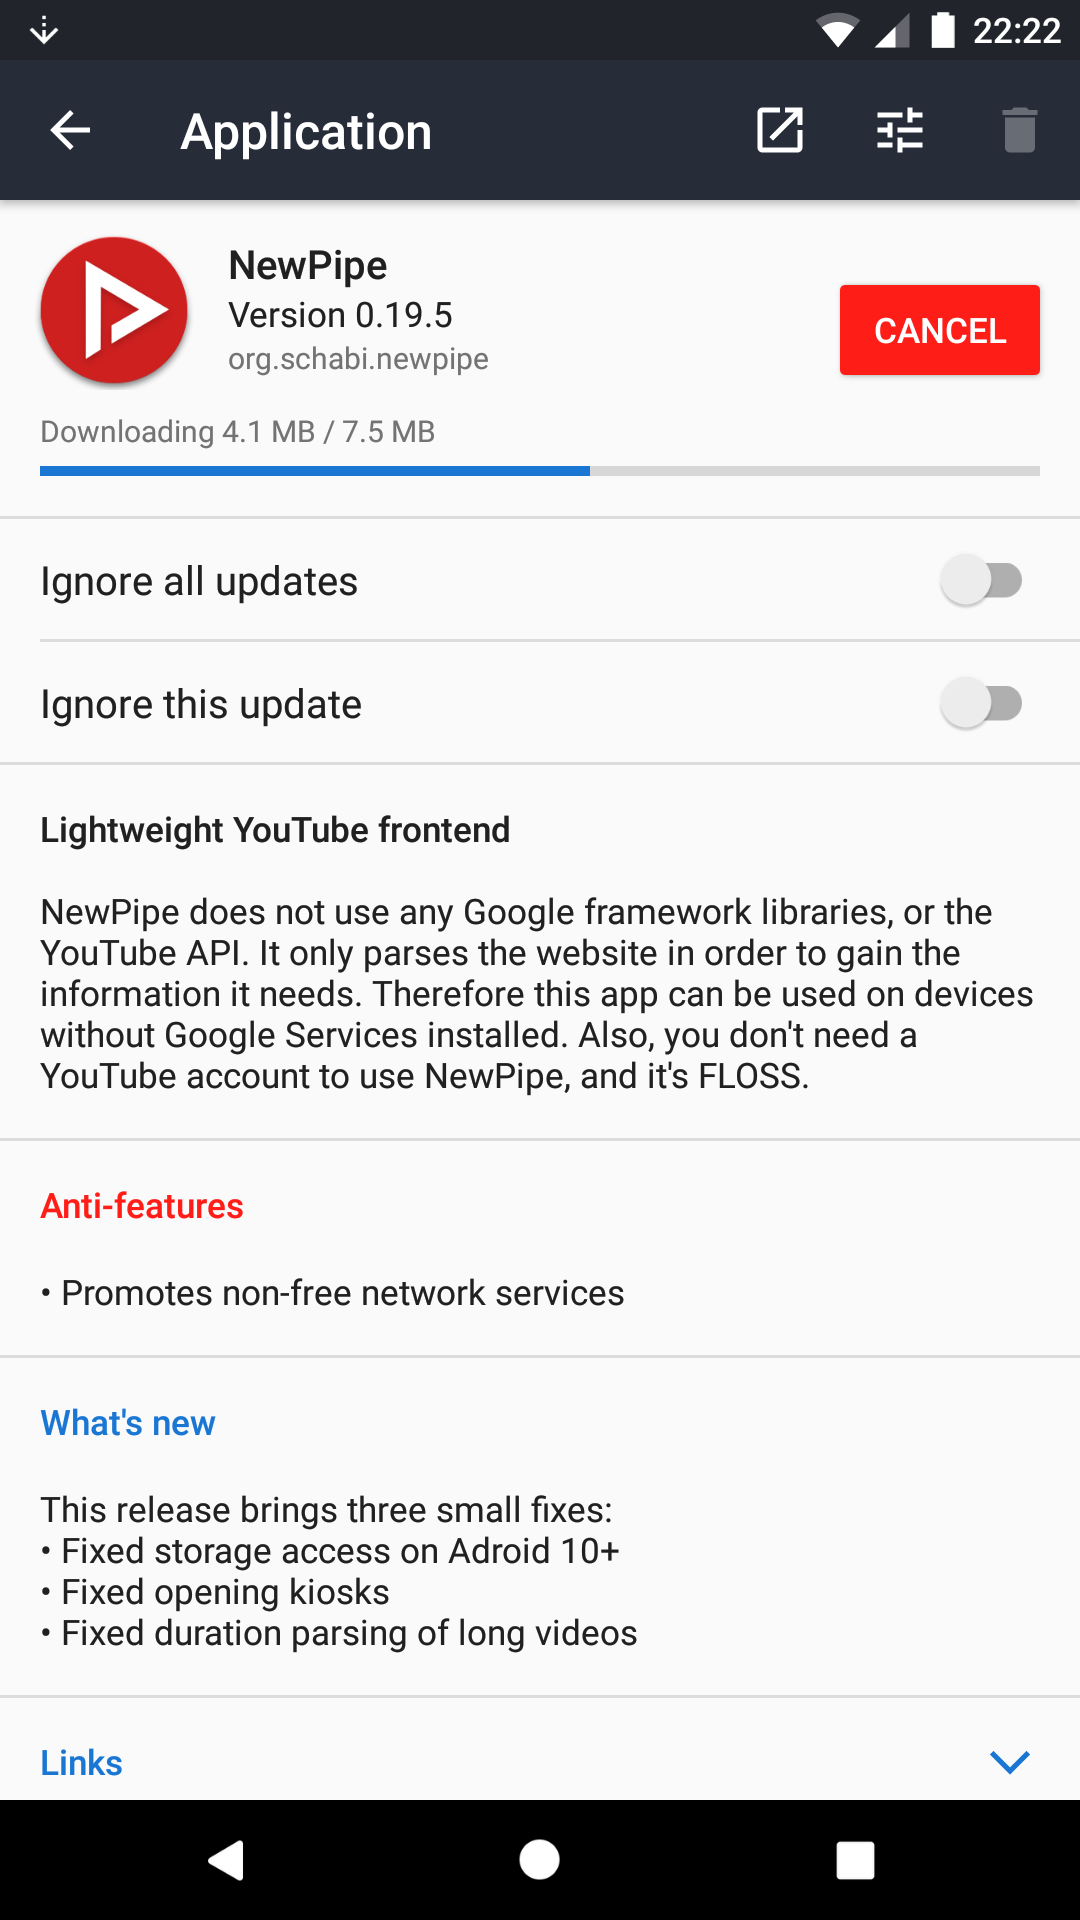 22:22
Application
NewPipe
Version 0.19.5
org.schabi.newpipe
CANCEL
Downloading 4.1 MB / 7.5 MB
Ignore all updates
Ignore this update
Lightweight YouTube frontend
NewPipe does not use any Google framework libraries, or the
YouTube API. It only parses the website in order to gain the
information it needs. Therefore this app can be used on devices
without Google Services installed. Also, you don't need a
YouTube account to use NewPipe, and it's FLOSS.
Anti-features
• Promotes non-free network services
What's new
This release brings three small fixes:
• Fixed storage access on Adroid 10+
• Fixed opening kiosks
• Fixed duration parsing of long videos
Links